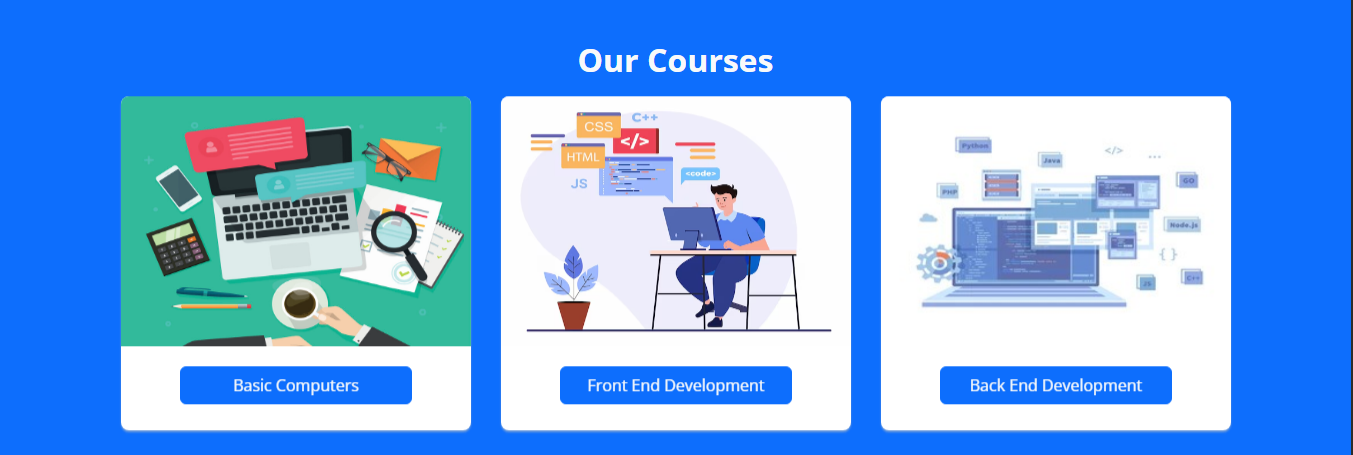 Our Courses
CSS
C++
</>
HTML
<code>
JS
Python
Java
</>
...
GO
PHP
Node.js
{ }
JS
C++
Basic Computers
Front End Development
Back End Development